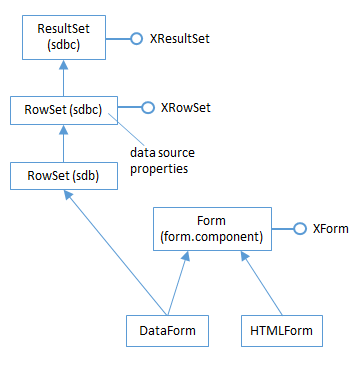 ResultSet
(sdbc)
XResultSet
RowSet (sdbc)
XRowSet
data source
properties
RowSet (sdb)
Form
(form.component)
XForm
DataForm
HTMLForm